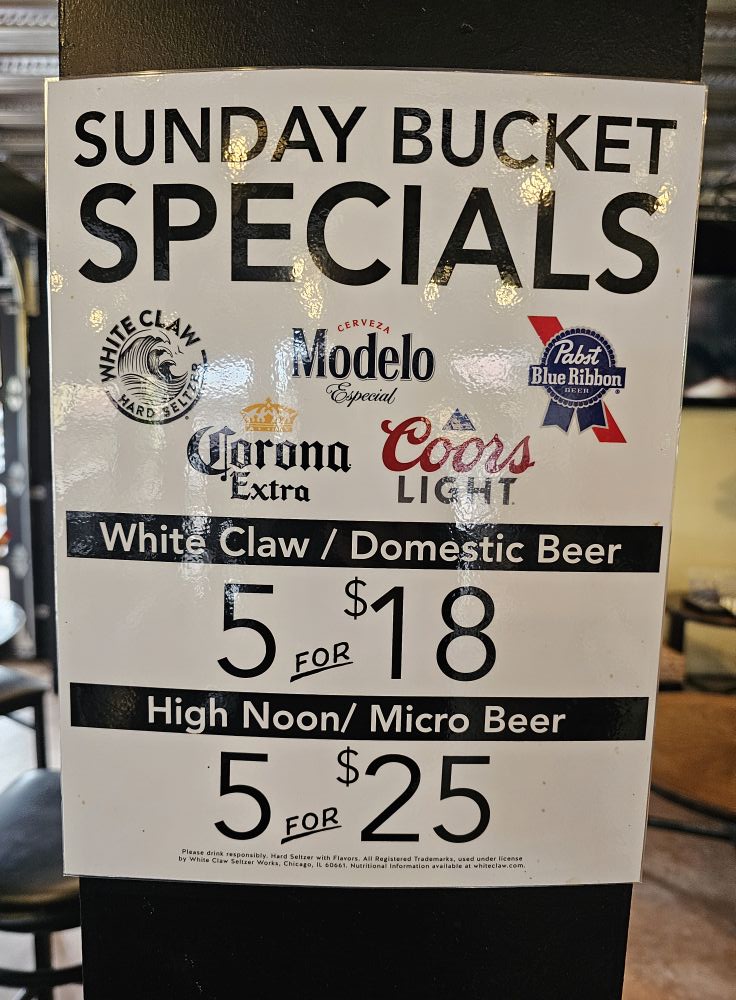 SUNDAY BUCKET
SPECIALS
WHITE CLAW
HARD SELTZER
CERVEZA
Modelo
Especial
Pabst
Blue Ribbon
BEER
Corona
Extra
Coors
LIGHT
White Claw / Domestic Beer
5 FOR $18
High Noon/ Micro Beer
5 FOR $25
Please drink responsibly. Hard Seltzer with Flavors. All Registered Trademarks, used under license
by White Claw Seltzer Works, Chicago, IL 60661. Nutritional Information available at whiteclaw.com.